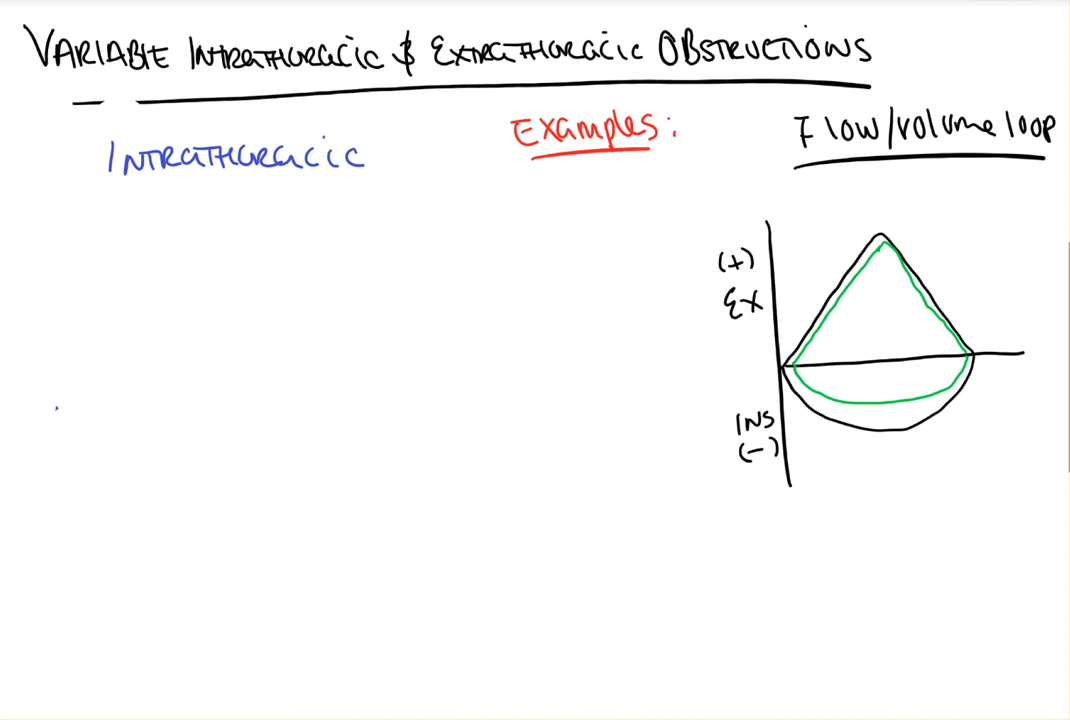 VARIABLE INTRATHORACIC & EXTRATHORACIC OBSTRUCTIONS
Examples:
Flow/volume loop
INTRATHORACIC
(+)
EX
INS
(-)